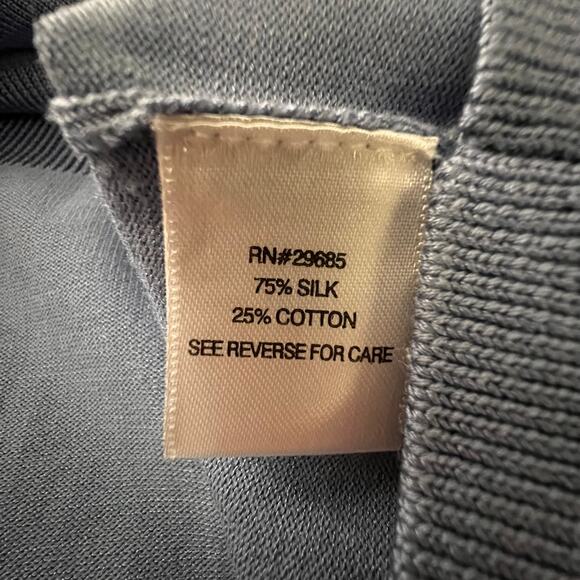 RN#29685
75% SILK
25% COTTON
SEE REVERSE FOR CARE